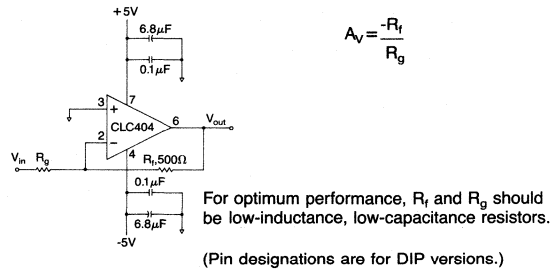 +5V
6.8μF
0.1μF
A_V = -R_f / R_g
3
+
7
CLC404
6
V_out
2
−
4
V_in R_g
R_f,500Ω
0.1μF
6.8μF
-5V
For optimum performance, R_f and R_g should
be low-inductance, low-capacitance resistors.
(Pin designations are for DIP versions.)